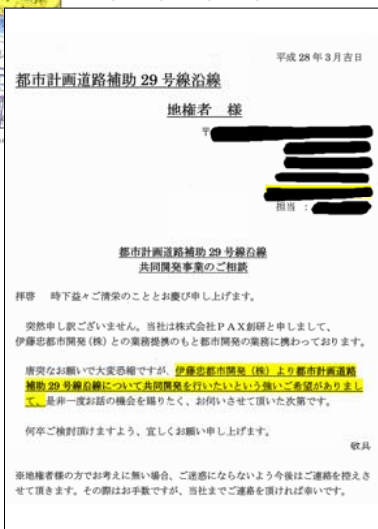 平成 28 年 3 月吉日
都市計画道路補助 29 号線沿線
地権者　様
〒
担当 :
都市計画道路補助 29 号線沿線
共同開発事業のご相談
拝啓　時下益々ご清栄のこととお慶び申し上げます。
突然申し訳ございません。当社は株式会社ＰＡＸ創研と申しまして、
伊藤忠都市開発 (株) との業務提携のもと都市開発の業務に携わっております。
唐突なお願いで大変恐縮ですが、伊藤忠都市開発 (株) より都市計画道路
補助 29 号線沿線について共同開発を行いたいという強いご希望がありまし
て、是非一度お話の機会を賜りたく、お伺いさせて頂いた次第です。
何卒ご検討頂けますよう、宜しくお願い申し上げます。
敬具
※地権者様の方でお考えに無い場合、ご迷惑にならないよう今後はご連絡を控えさ
せて頂きます。その際はお手数ですが、当社までご連絡を頂ければ幸いです。